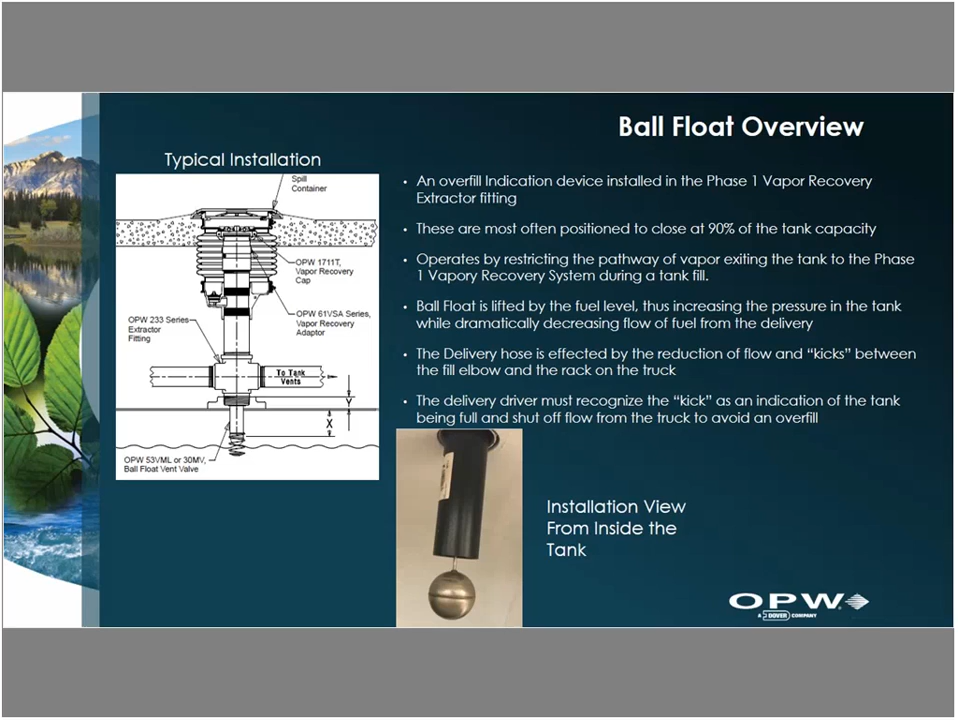 Ball Float Overview
Typical Installation
Spill
Container
OPW 1711T,
Vapor Recovery
Cap
OPW 61VSA Series,
Vapor Recovery
Adaptor
OPW 233 Series
Extractor
Fitting
To Tank
Vents
Y
X
OPW 53VML or 30MV,
Ball Float Vent Valve
• An overfill Indication device installed in the Phase 1 Vapor Recovery
Extractor fitting
• These are most often positioned to close at 90% of the tank capacity
• Operates by restricting the pathway of vapor exiting the tank to the Phase
1 Vapory Recovery System during a tank fill.
• Ball Float is lifted by the fuel level, thus increasing the pressure in the tank
while dramatically decreasing flow of fuel from the delivery
• The Delivery hose is effected by the reduction of flow and “kicks” between
the fill elbow and the rack on the truck
• The delivery driver must recognize the “kick” as an indication of the tank
being full and shut off flow from the truck to avoid an overfill
Installation View
From Inside the
Tank
OPW
A DOVER COMPANY